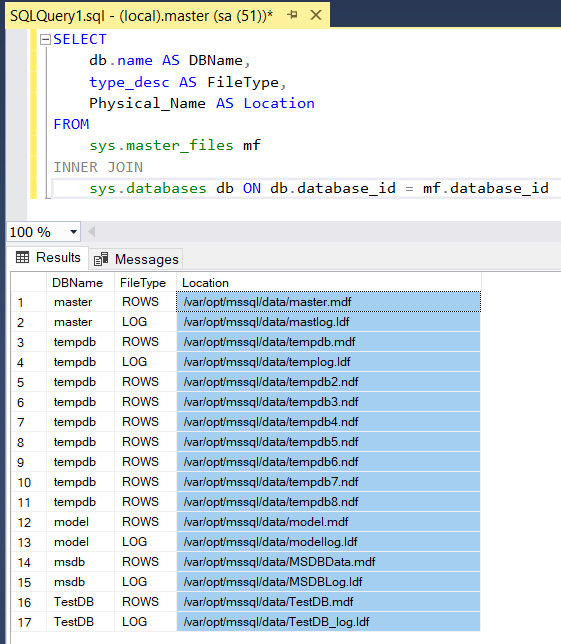 SQLQuery1.sql - (local).master (sa (51))*
SELECT
db.name AS DBName,
type_desc AS FileType,
Physical_Name AS Location
FROM
sys.master_files mf
INNER JOIN
sys.databases db ON db.database_id = mf.database_id
100 %
Results Messages
DBName FileType Location
1 master ROWS /var/opt/mssql/data/master.mdf
2 master LOG /var/opt/mssql/data/mastlog.ldf
3 tempdb ROWS /var/opt/mssql/data/tempdb.mdf
4 tempdb LOG /var/opt/mssql/data/templog.ldf
5 tempdb ROWS /var/opt/mssql/data/tempdb2.ndf
6 tempdb ROWS /var/opt/mssql/data/tempdb3.ndf
7 tempdb ROWS /var/opt/mssql/data/tempdb4.ndf
8 tempdb ROWS /var/opt/mssql/data/tempdb5.ndf
9 tempdb ROWS /var/opt/mssql/data/tempdb6.ndf
10 tempdb ROWS /var/opt/mssql/data/tempdb7.ndf
11 tempdb ROWS /var/opt/mssql/data/tempdb8.ndf
12 model ROWS /var/opt/mssql/data/model.mdf
13 model LOG /var/opt/mssql/data/modellog.ldf
14 msdb ROWS /var/opt/mssql/data/MSDBData.mdf
15 msdb LOG /var/opt/mssql/data/MSDBLog.ldf
16 TestDB ROWS /var/opt/mssql/data/TestDB.mdf
17 TestDB LOG /var/opt/mssql/data/TestDB_log.ldf